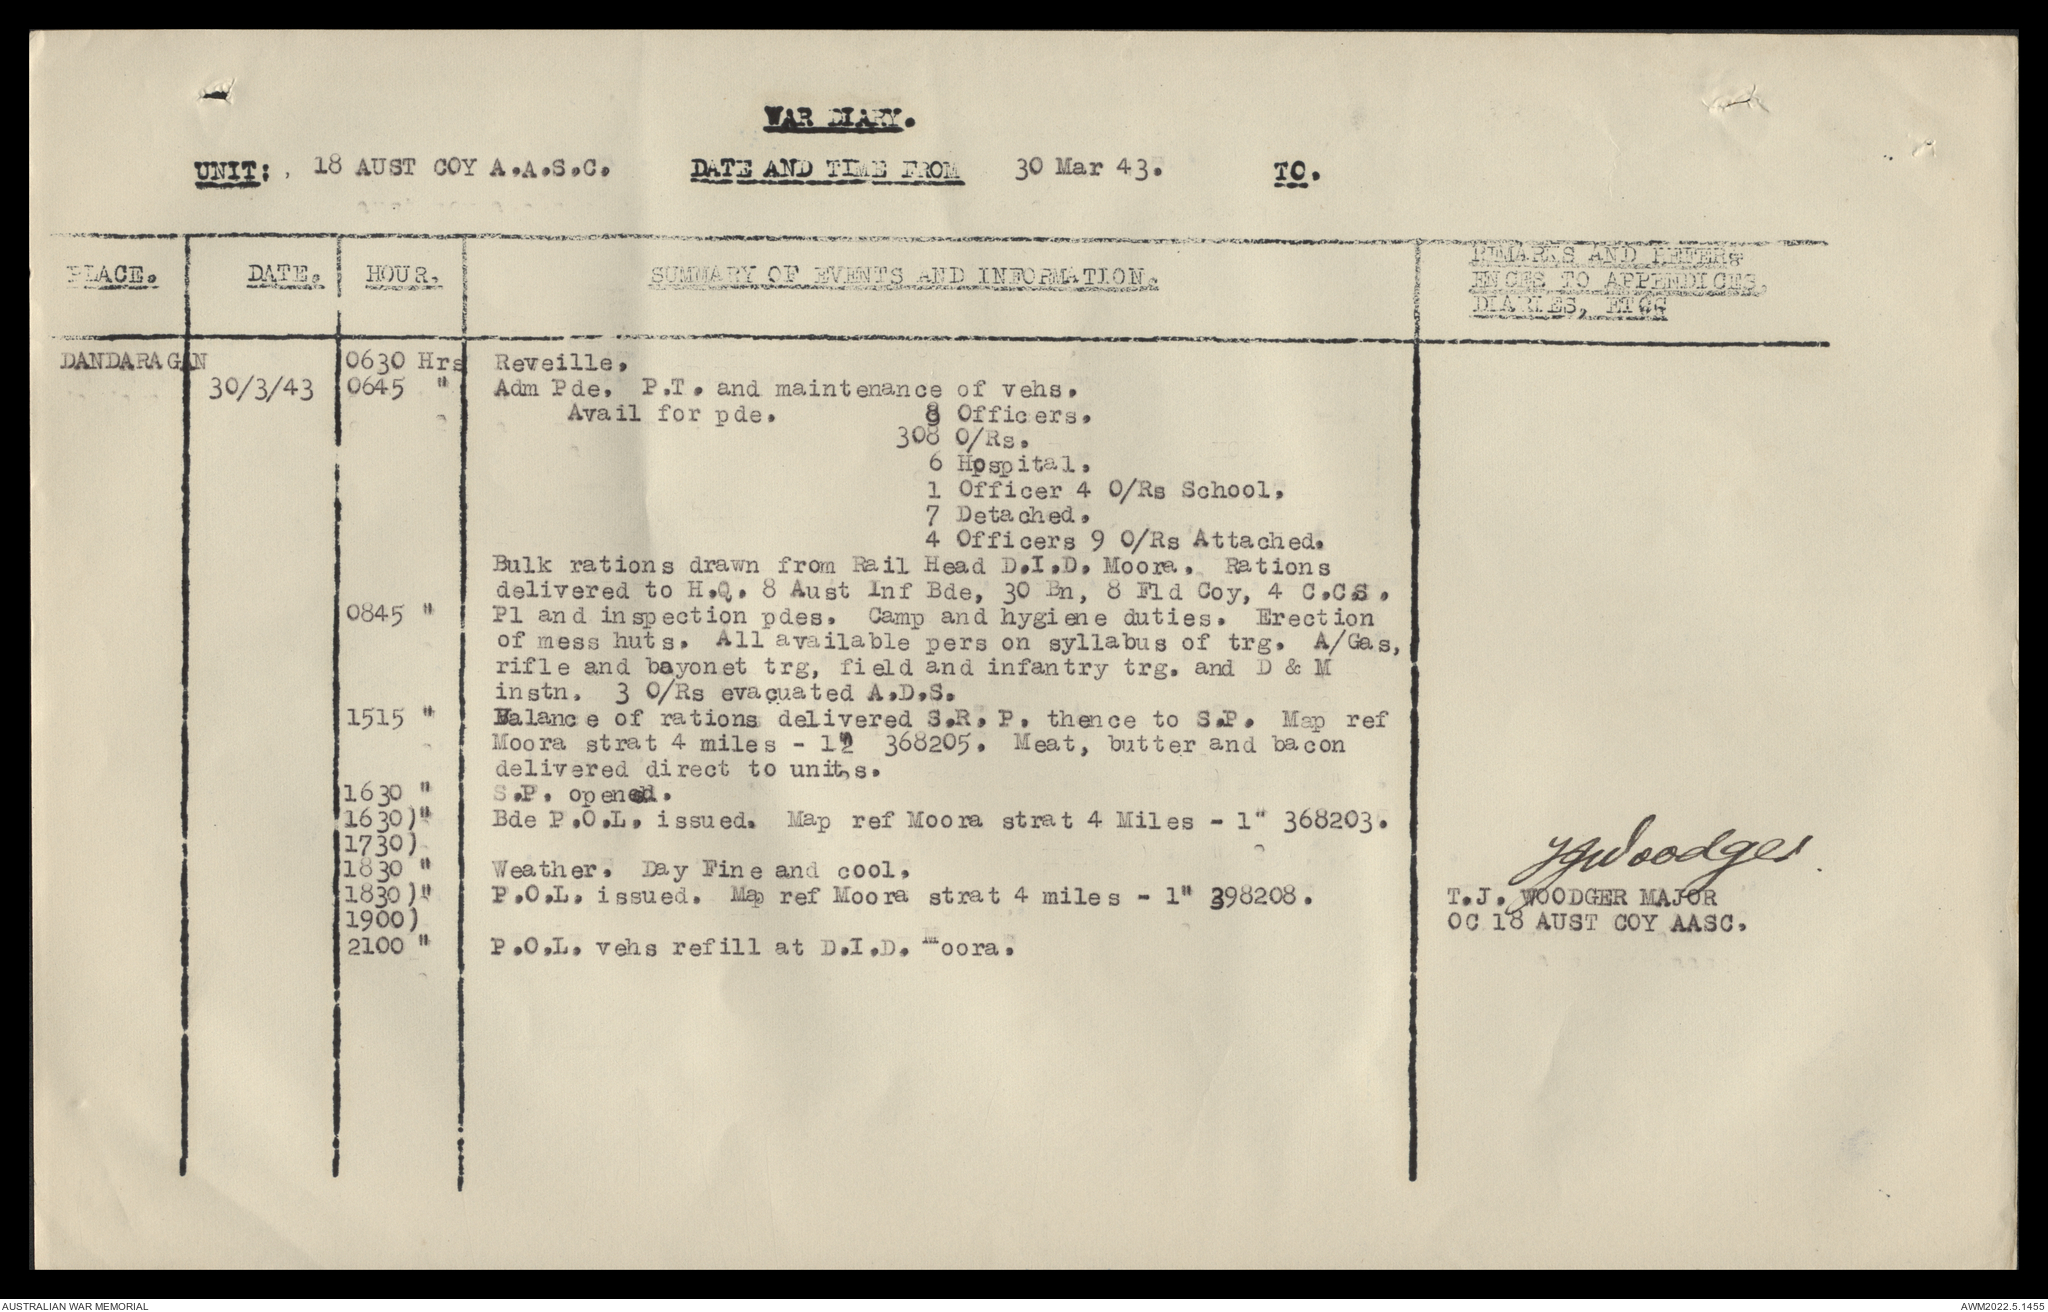 WAR DIARY.
UNIT: , 18 AUST COY A.A.S.C. DATE AND TIME FROM 30 Mar 43. TO.
PLACE. DATE. HOUR. SUMMARY OF EVENTS AND INFORMATION. REMARKS AND REFER-
ENCES TO APPENDICES,
DIARIES, ETCS
DANDARAGAN 0630 Hrs Reveille.
30/3/43 0645 " Adm Pde. P.T. and maintenance of vehs.
Avail for pde. 8 Officers.
308 O/Rs.
6 Hospital.
1 Officer 4 O/Rs School.
7 Detached.
4 Officers 9 O/Rs Attached.
Bulk rations drawn from Rail Head D.I.D. Moora. Rations
delivered to H.Q. 8 Aust Inf Bde, 30 Bn, 8 Fld Coy, 4 C.C.S.
0845 " Pl and inspection pdes. Camp and hygiene duties. Erection
of mess huts. All available pers on syllabus of trg. A/Gas,
rifle and bayonet trg, field and infantry trg. and D & M
instn. 3 O/Rs evacuated A.D.S.
1515 " Balance of rations delivered S.R.P. thence to S.P. Map ref
Moora strat 4 miles - 1" 368205. Meat, butter and bacon
delivered direct to units.
1630 " S.P. opened.
1630)" Bde P.O.L. issued. Map ref Moora strat 4 Miles - 1" 368203.
1730)
1830 " Weather. Day Fine and cool.
1830)" P.O.L. issued. Map ref Moora strat 4 miles - 1" 398208.
1900)
2100 " P.O.L. vehs refill at D.I.D. Moora.
TJWoodger
T.J. WOODGER MAJOR
OC 18 AUST COY AASC.
AUSTRALIAN WAR MEMORIAL AWM2022.5.1455